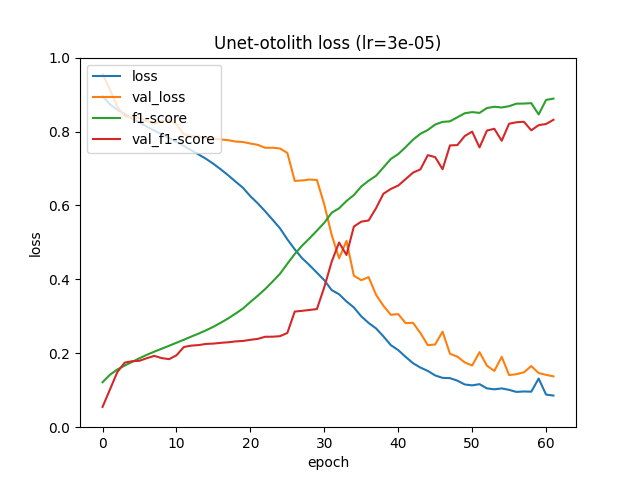 Unet-otolith loss (lr=3e-05)
loss
val_loss
f1-score
val_f1-score
1.0
0.8
0.6
0.4
0.2
0.0
loss
0 10 20 30 40 50 60
epoch